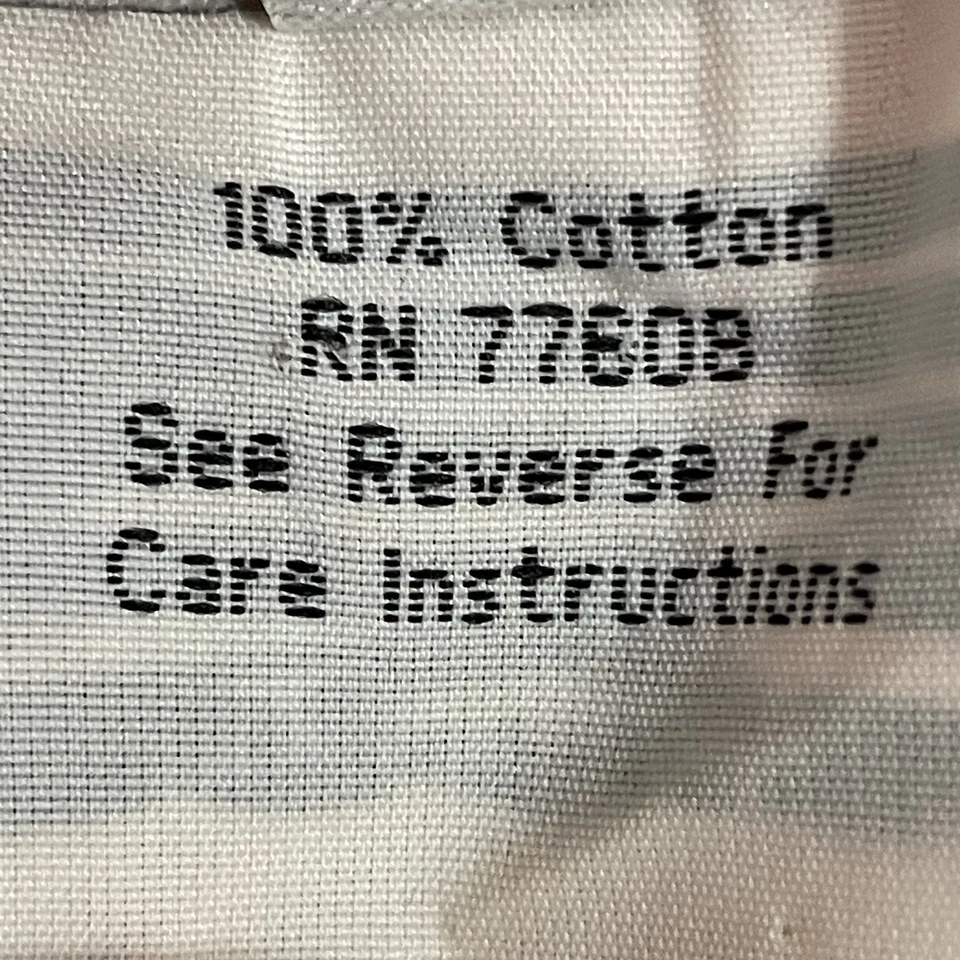 100% Cotton
RN 77608
See Reverse For
Care Instructions